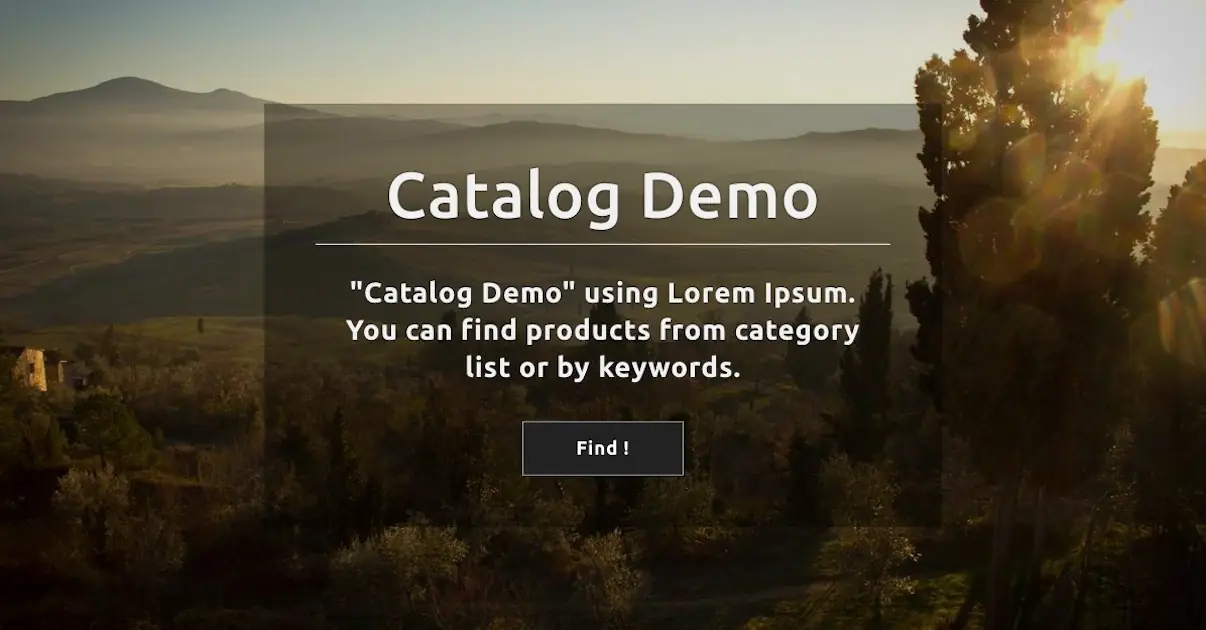 Catalog Demo
"Catalog Demo" using Lorem Ipsum.
You can find products from category
list or by keywords.
Find !